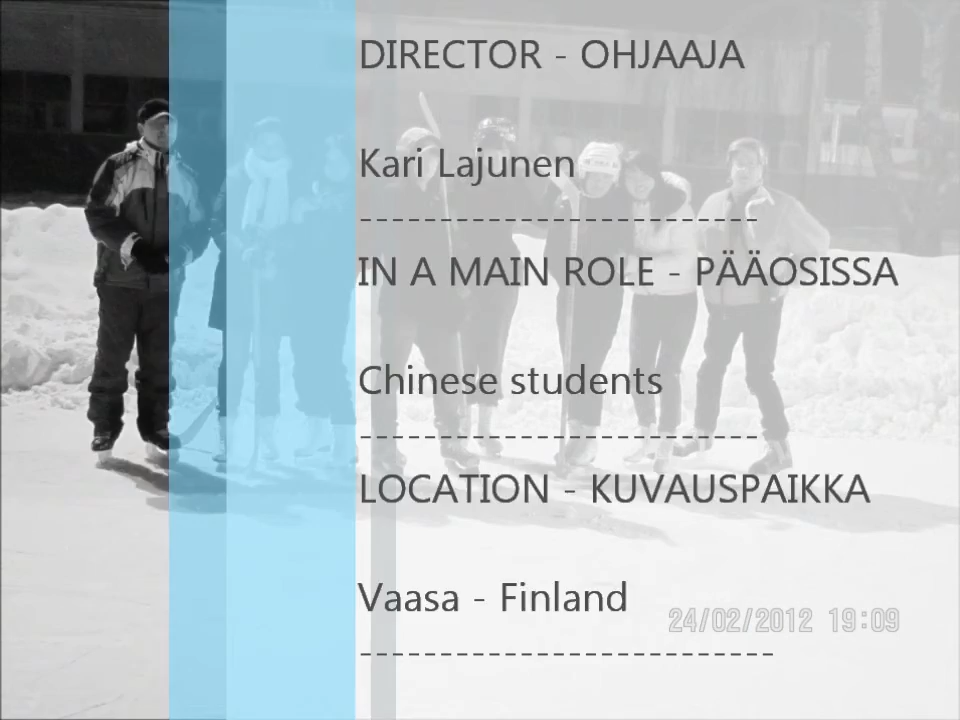 DIRECTOR - OHJAAJA
Kari Lajunen
-------------------------
IN A MAIN ROLE - PÄÄOSISSA
Chinese students
-------------------------
LOCATION - KUVAUSPAIKKA
Vaasa - Finland
24/02/2012 19:09
--------------------------